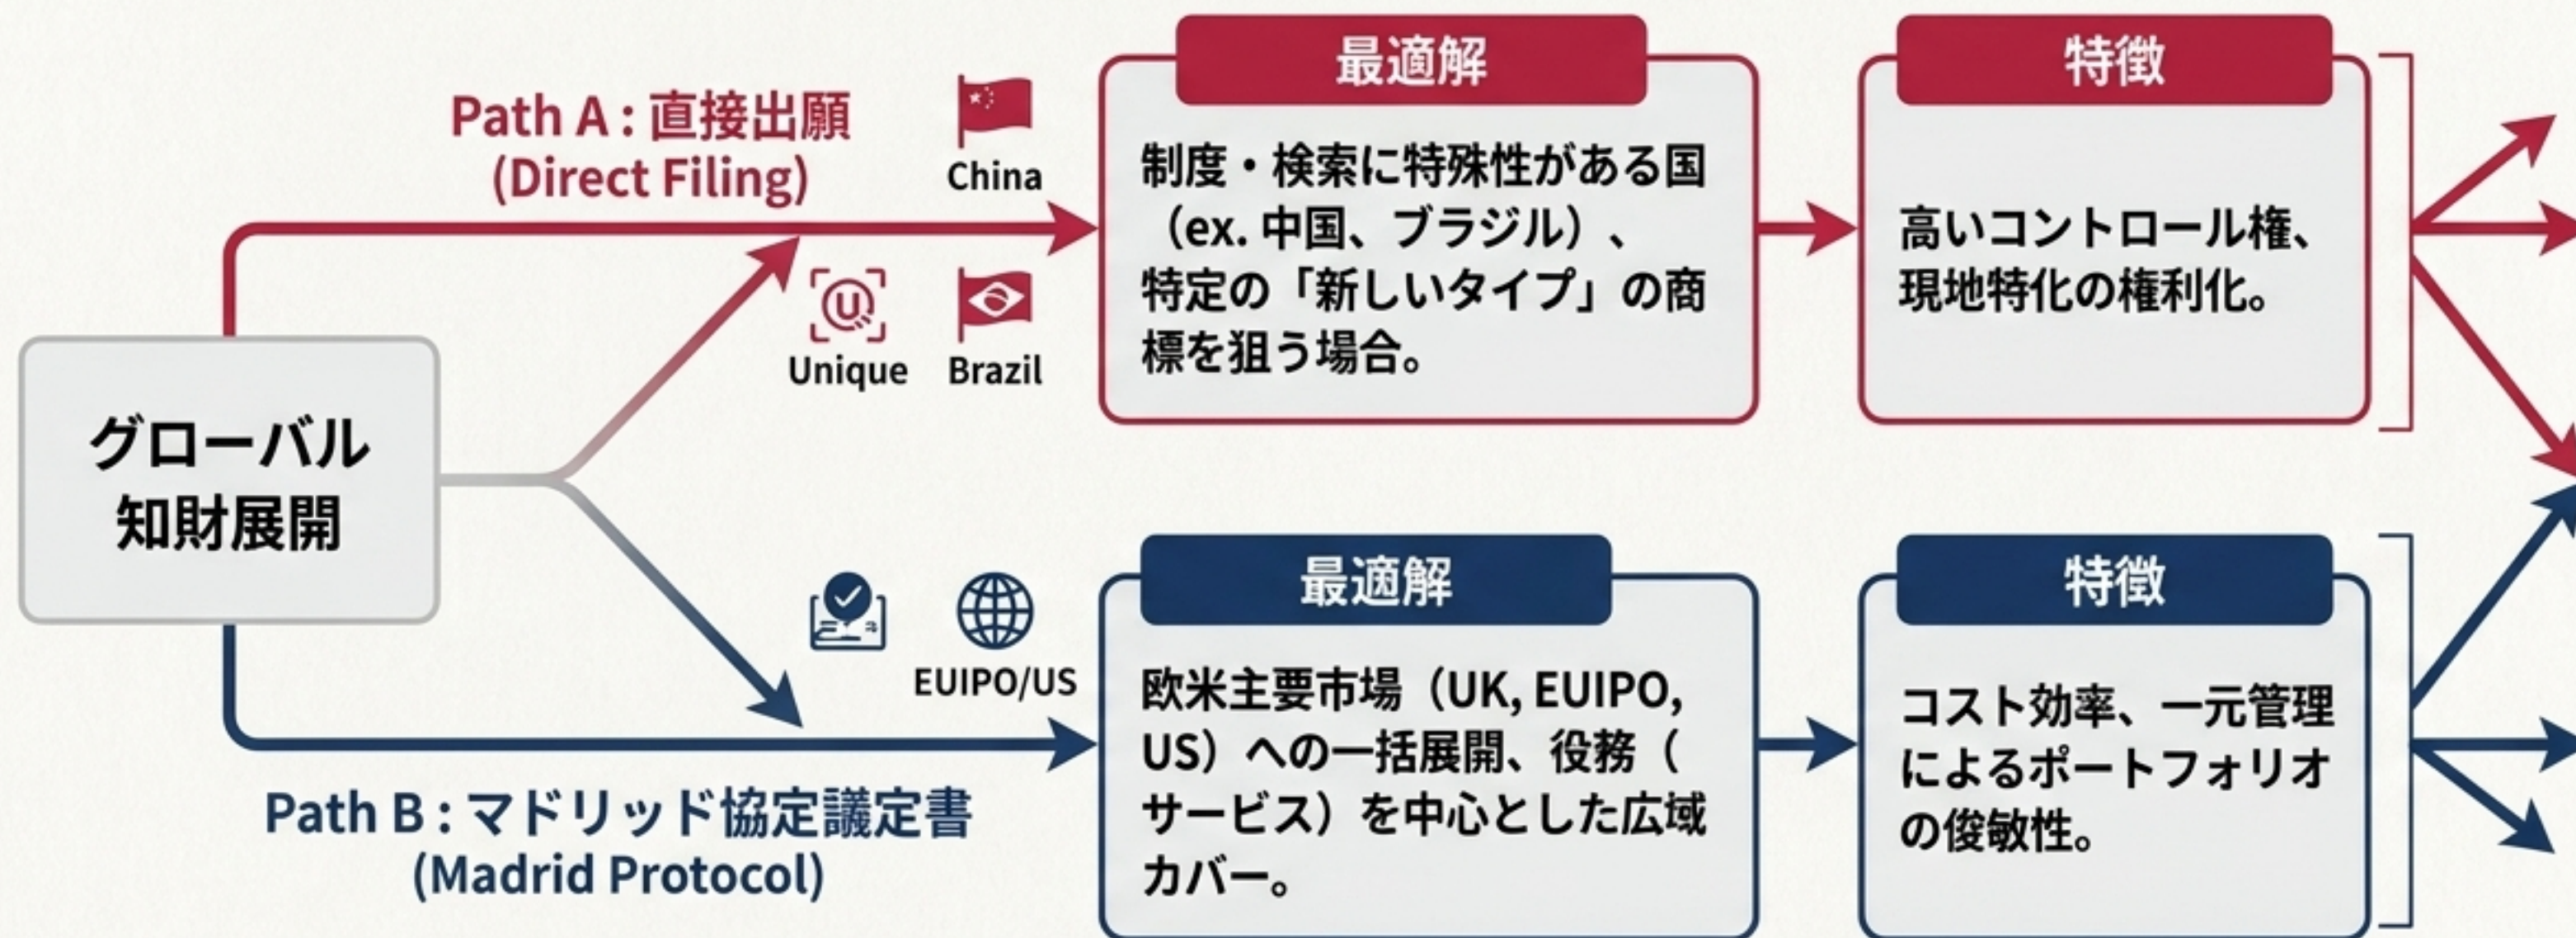 グローバル
知財展開
Path A : 直接出願
(Direct Filing)
China
Unique
Brazil
最適解
制度・検索に特殊性がある国
（ex. 中国、ブラジル）、
特定の「新しいタイプ」の商
標を狙う場合。
特徴
高いコントロール権、
現地特化の権利化。
Path B : マドリッド協定議定書
(Madrid Protocol)
EUIPO/US
最適解
欧米主要市場（UK, EUIPO,
US）への一括展開、役務（
サービス）を中心とした広域
カバー。
特徴
コスト効率、一元管理
によるポートフォリオ
の俊敏性。